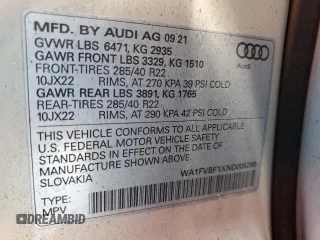 MFD. BY AUDI AG 09 21
GVWR LBS 6471, KG 2935
GAWR FRONT LBS 3329, KG 1510
FRONT-TIRES 285/40 R22
10JX22 RIMS, AT 270 KPA 39 PSI COLD
GAWR REAR LBS 3891, KG 1765
REAR-TIRES 285/40 R22
10JX22 RIMS, AT 290 KPA 42 PSI COLD
Audi
THIS VEHICLE CONFORMS TO ALL APPLICABLE
U.S. FEDERAL MOTOR VEHICLE SAFETY
STANDARDS IN EFFECT ON THE DATE OF
MANUFACTURE SHOWN ABOVE
SLOVAKIA
TYPE:
MPV
DEALERSHIP